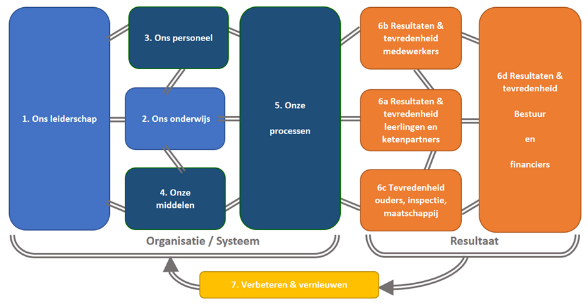 1. Ons leiderschap
3. Ons personeel
2. Ons onderwijs
4. Onze
middelen
5. Onze
processen
6b Resultaten &
tevredenheid
medewerkers
6a Resultaten &
tevredenheid
leerlingen en
ketenpartners
6c Tevredenheid
ouders, inspectie,
maatschappij
6d Resultaten &
tevredenheid
Bestuur
en
financiers
Organisatie / Systeem
Resultaat
7. Verbeteren & vernieuwen